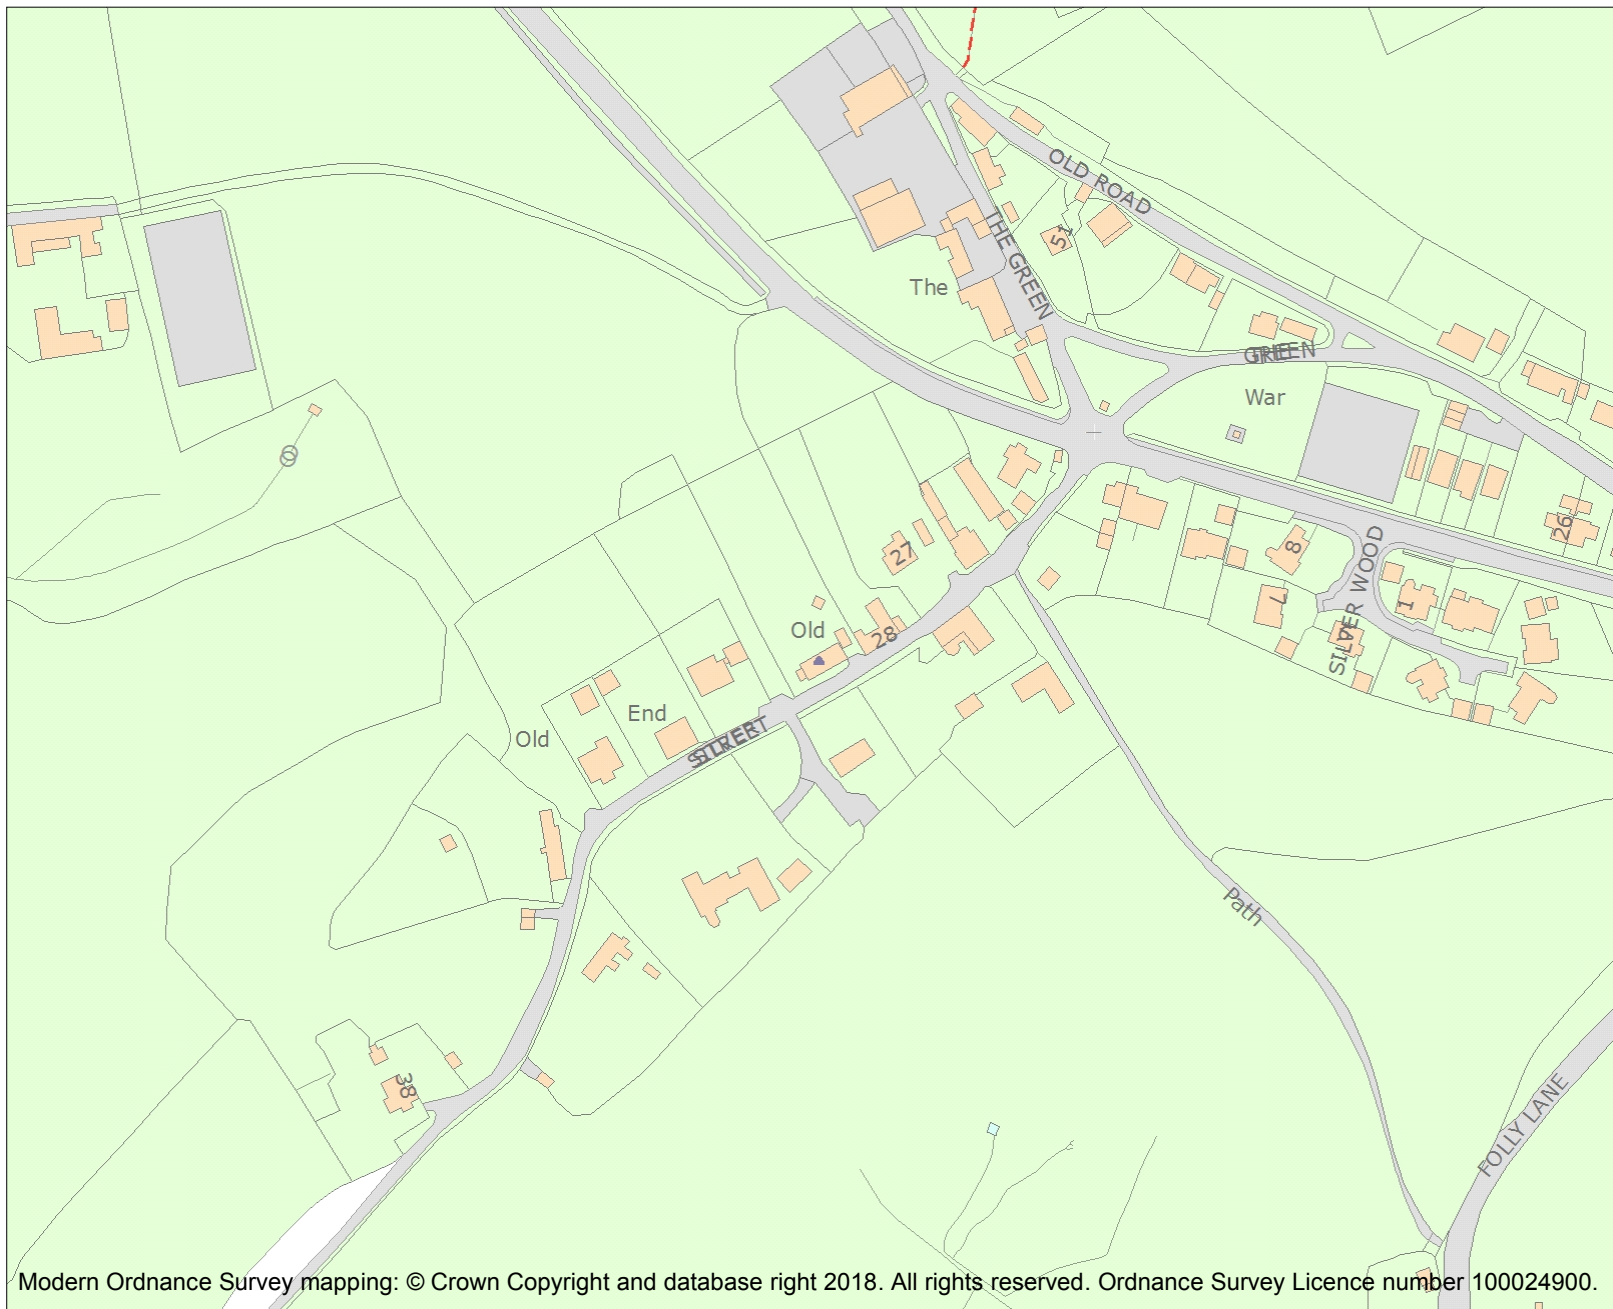 OLD ROAD
THE GREEN
51
The
GREEN
War
27
26
8
7
1
SILVER WOOD
Old
28
End
Old
STREET
Path
38
FOLLY LANE
Modern Ordnance Survey mapping: © Crown Copyright and database right 2018. All rights reserved. Ordnance Survey Licence number 100024900.